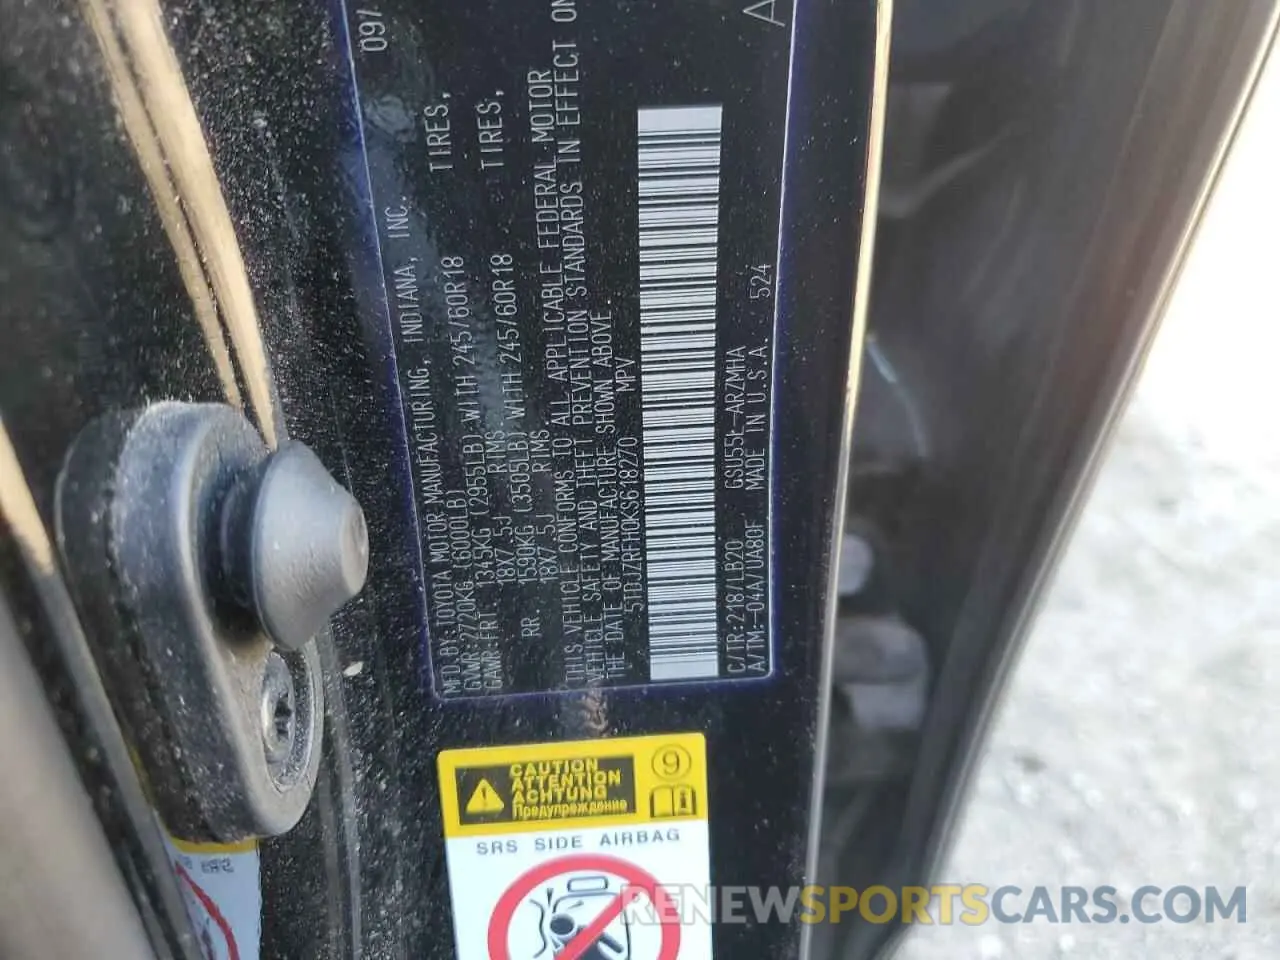 MFD.BY:TOYOTA MOTOR MANUFACTURING, INDIANA, INC. 097
GVWR:2720KG(6000LB)
GAWR:FRT. 1345KG (2955LB) WITH 245/60R18 TIRES,
18X7.5J RIMS
RR. 1590KG (3505LB) WITH 245/60R18 TIRES,
18X7.5J RIMS
THIS VEHICLE CONFORMS TO ALL APPLICABLE FEDERAL MOTOR
VEHICLE SAFETY AND THEFT PREVENTION STANDARDS IN EFFECT ON
THE DATE OF MANUFACTURE SHOWN ABOVE.
5TDJZRFH0KS618270 MPV
C/TR:218/LB20 GSU55L-ARZMHA
A/TM:-04A/UA80F MADE IN U.S.A. 524
A
CAUTION
ATTENTION
ACHTUNG
Предупреждение
9
i
SRS SIDE AIRBAG
RENEWSPORTSCARS.COM